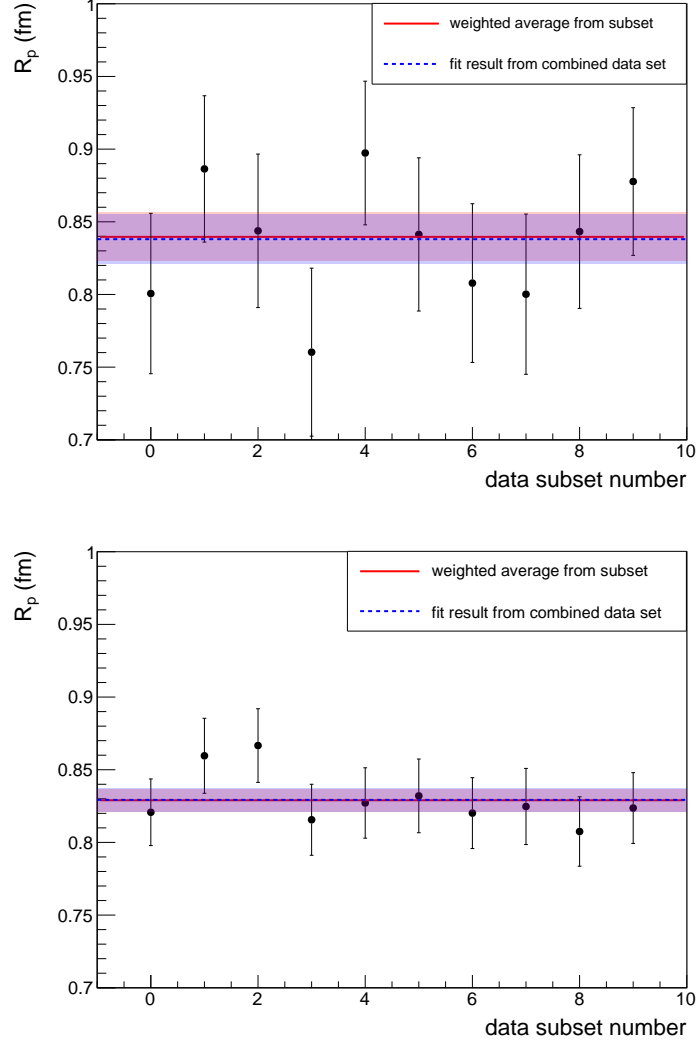 R_p (fm)
1
weighted average from subset
0.95
fit result from combined data set
0.9
0.85
0.8
0.75
0.7
0 2 4 6 8 10
data subset number
R_p (fm)
1
weighted average from subset
0.95
fit result from combined data set
0.9
0.85
0.8
0.75
0.7
0 2 4 6 8 10
data subset number